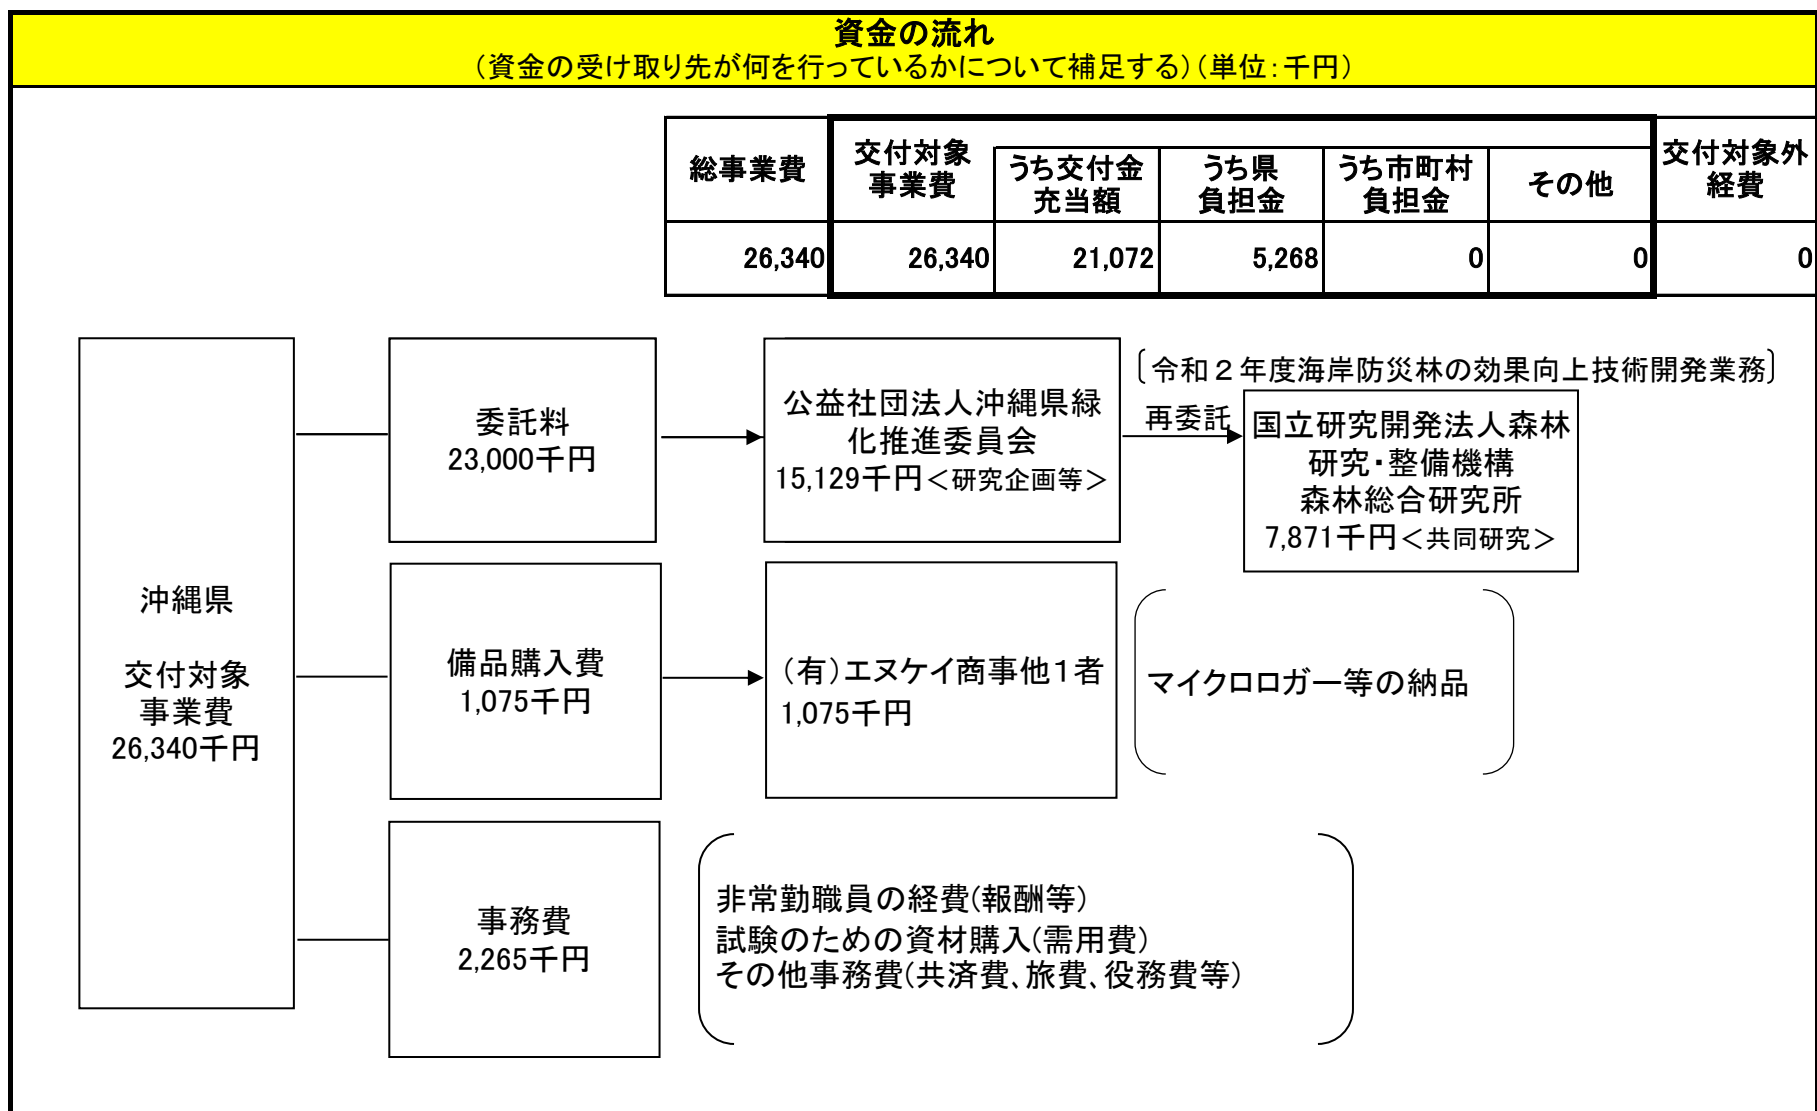 資金の流れ
（資金の受け取り先が何を行っているかについて補足する）（単位：千円）
総事業費
交付対象
事業費
うち交付金
充当額
うち県
負担金
うち市町村
負担金
その他
交付対象外
経費
26,340
26,340
21,072
5,268
0
0
0
沖縄県
交付対象
事業費
26,340千円
委託料
23,000千円
公益社団法人沖縄県緑
化推進委員会
15,129千円＜研究企画等＞
〔令和２年度海岸防災林の効果向上技術開発業務〕
再委託
国立研究開発法人森林
研究・整備機構
森林総合研究所
7,871千円＜共同研究＞
備品購入費
1,075千円
（有）エヌケイ商事他１者
1,075千円
マイクロロガー等の納品
事務費
2,265千円
非常勤職員の経費(報酬等）
試験のための資材購入(需用費）
その他事務費(共済費、旅費、役務費等）